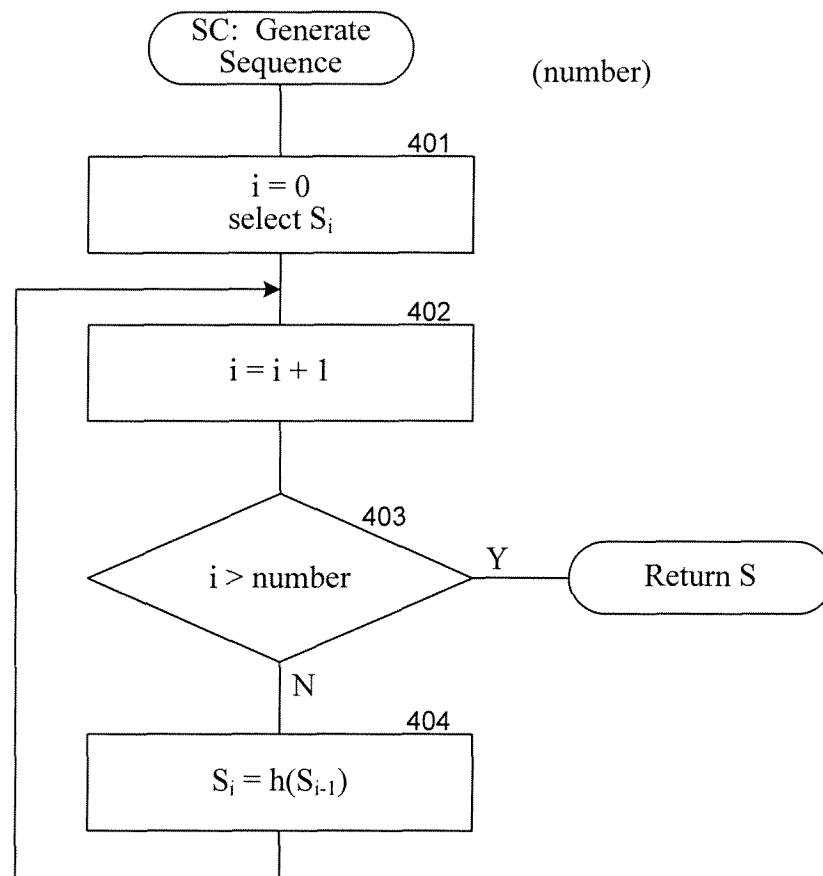 SC: Generate
Sequence
(number)
401
i = 0
select Sᵢ
402
i = i + 1
403
i > number
Y
Return S
N
404
Sᵢ = h(Sᵢ₋₁)